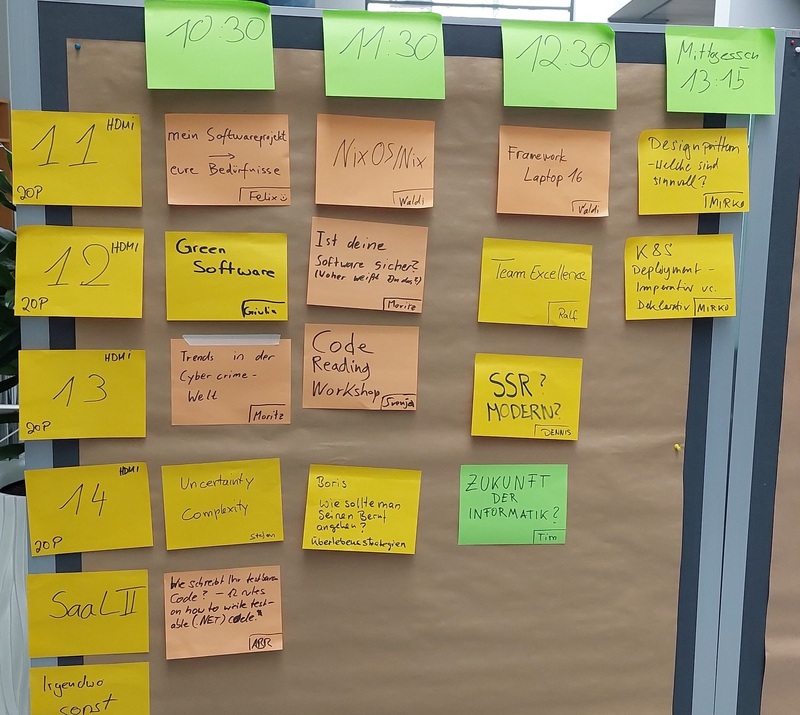 10:30
11:30
12:30
Mittagessen
13:15
11
HDMI
20P
mein Softwareprojekt
→
eure Bedürfnisse
Felix
NixOS/Nix
Waldi
Framework
Laptop 16
Waldi
Designpattern
- Welche sind
sinnvoll?
MIRKO
12
HDMI
20P
Green
Software
Giulia
Ist deine
Software sicher?
(Woher weißt Du das?)
Moritz
Team Excellence
Ralf
K8S
Deployment -
Imperativ vs.
Deklarativ
MIRKO
13
HDMI
20P
Trends in der
Cybercrime-
Welt
Moritz
Code
Reading
Workshop
Svenja
SSR?
MODERN?
DENNIS
14
HDMI
20P
Uncertainty
Complexity
Stefan
Boris
Wie sollte man
seinen Beruf
angehen?
Überlebensstrategien
ZUKUNFT
DER
INFORMATIK?
Tim
SaaL II
Wie schreibt Ihr testbaren
Code? - 12 rules
on how to write test-
able (.NET) code."
ABR
Irgendwo
sonst